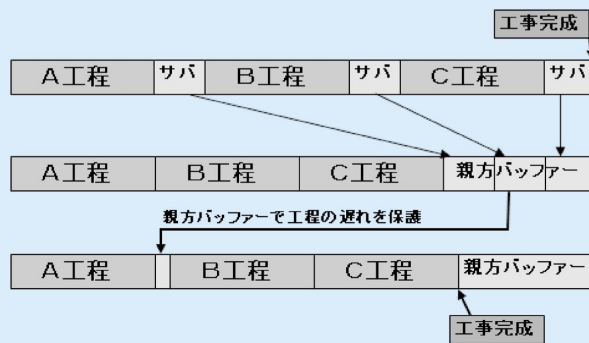 工事完成
A工程 サバ B工程 サバ C工程 サバ
A工程 B工程 C工程 親方バッファー
親方バッファーで工程の遅れを保護
A工程 B工程 C工程 親方バッファー
工事完成